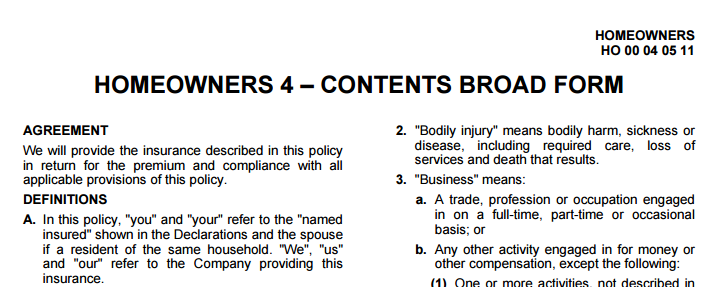 HOMEOWNERS
HO 00 04 05 11
HOMEOWNERS 4 – CONTENTS BROAD FORM
AGREEMENT
We will provide the insurance described in this policy
in return for the premium and compliance with all
applicable provisions of this policy.
DEFINITIONS
A. In this policy, "you" and "your" refer to the "named
insured" shown in the Declarations and the spouse
if a resident of the same household. "We", "us"
and "our" refer to the Company providing this
insurance.
2. "Bodily injury" means bodily harm, sickness or
disease, including required care, loss of
services and death that results.
3. "Business" means:
a. A trade, profession or occupation engaged
in on a full-time, part-time or occasional
basis; or
b. Any other activity engaged in for money or
other compensation, except the following:
(1) One or more activities, not described in